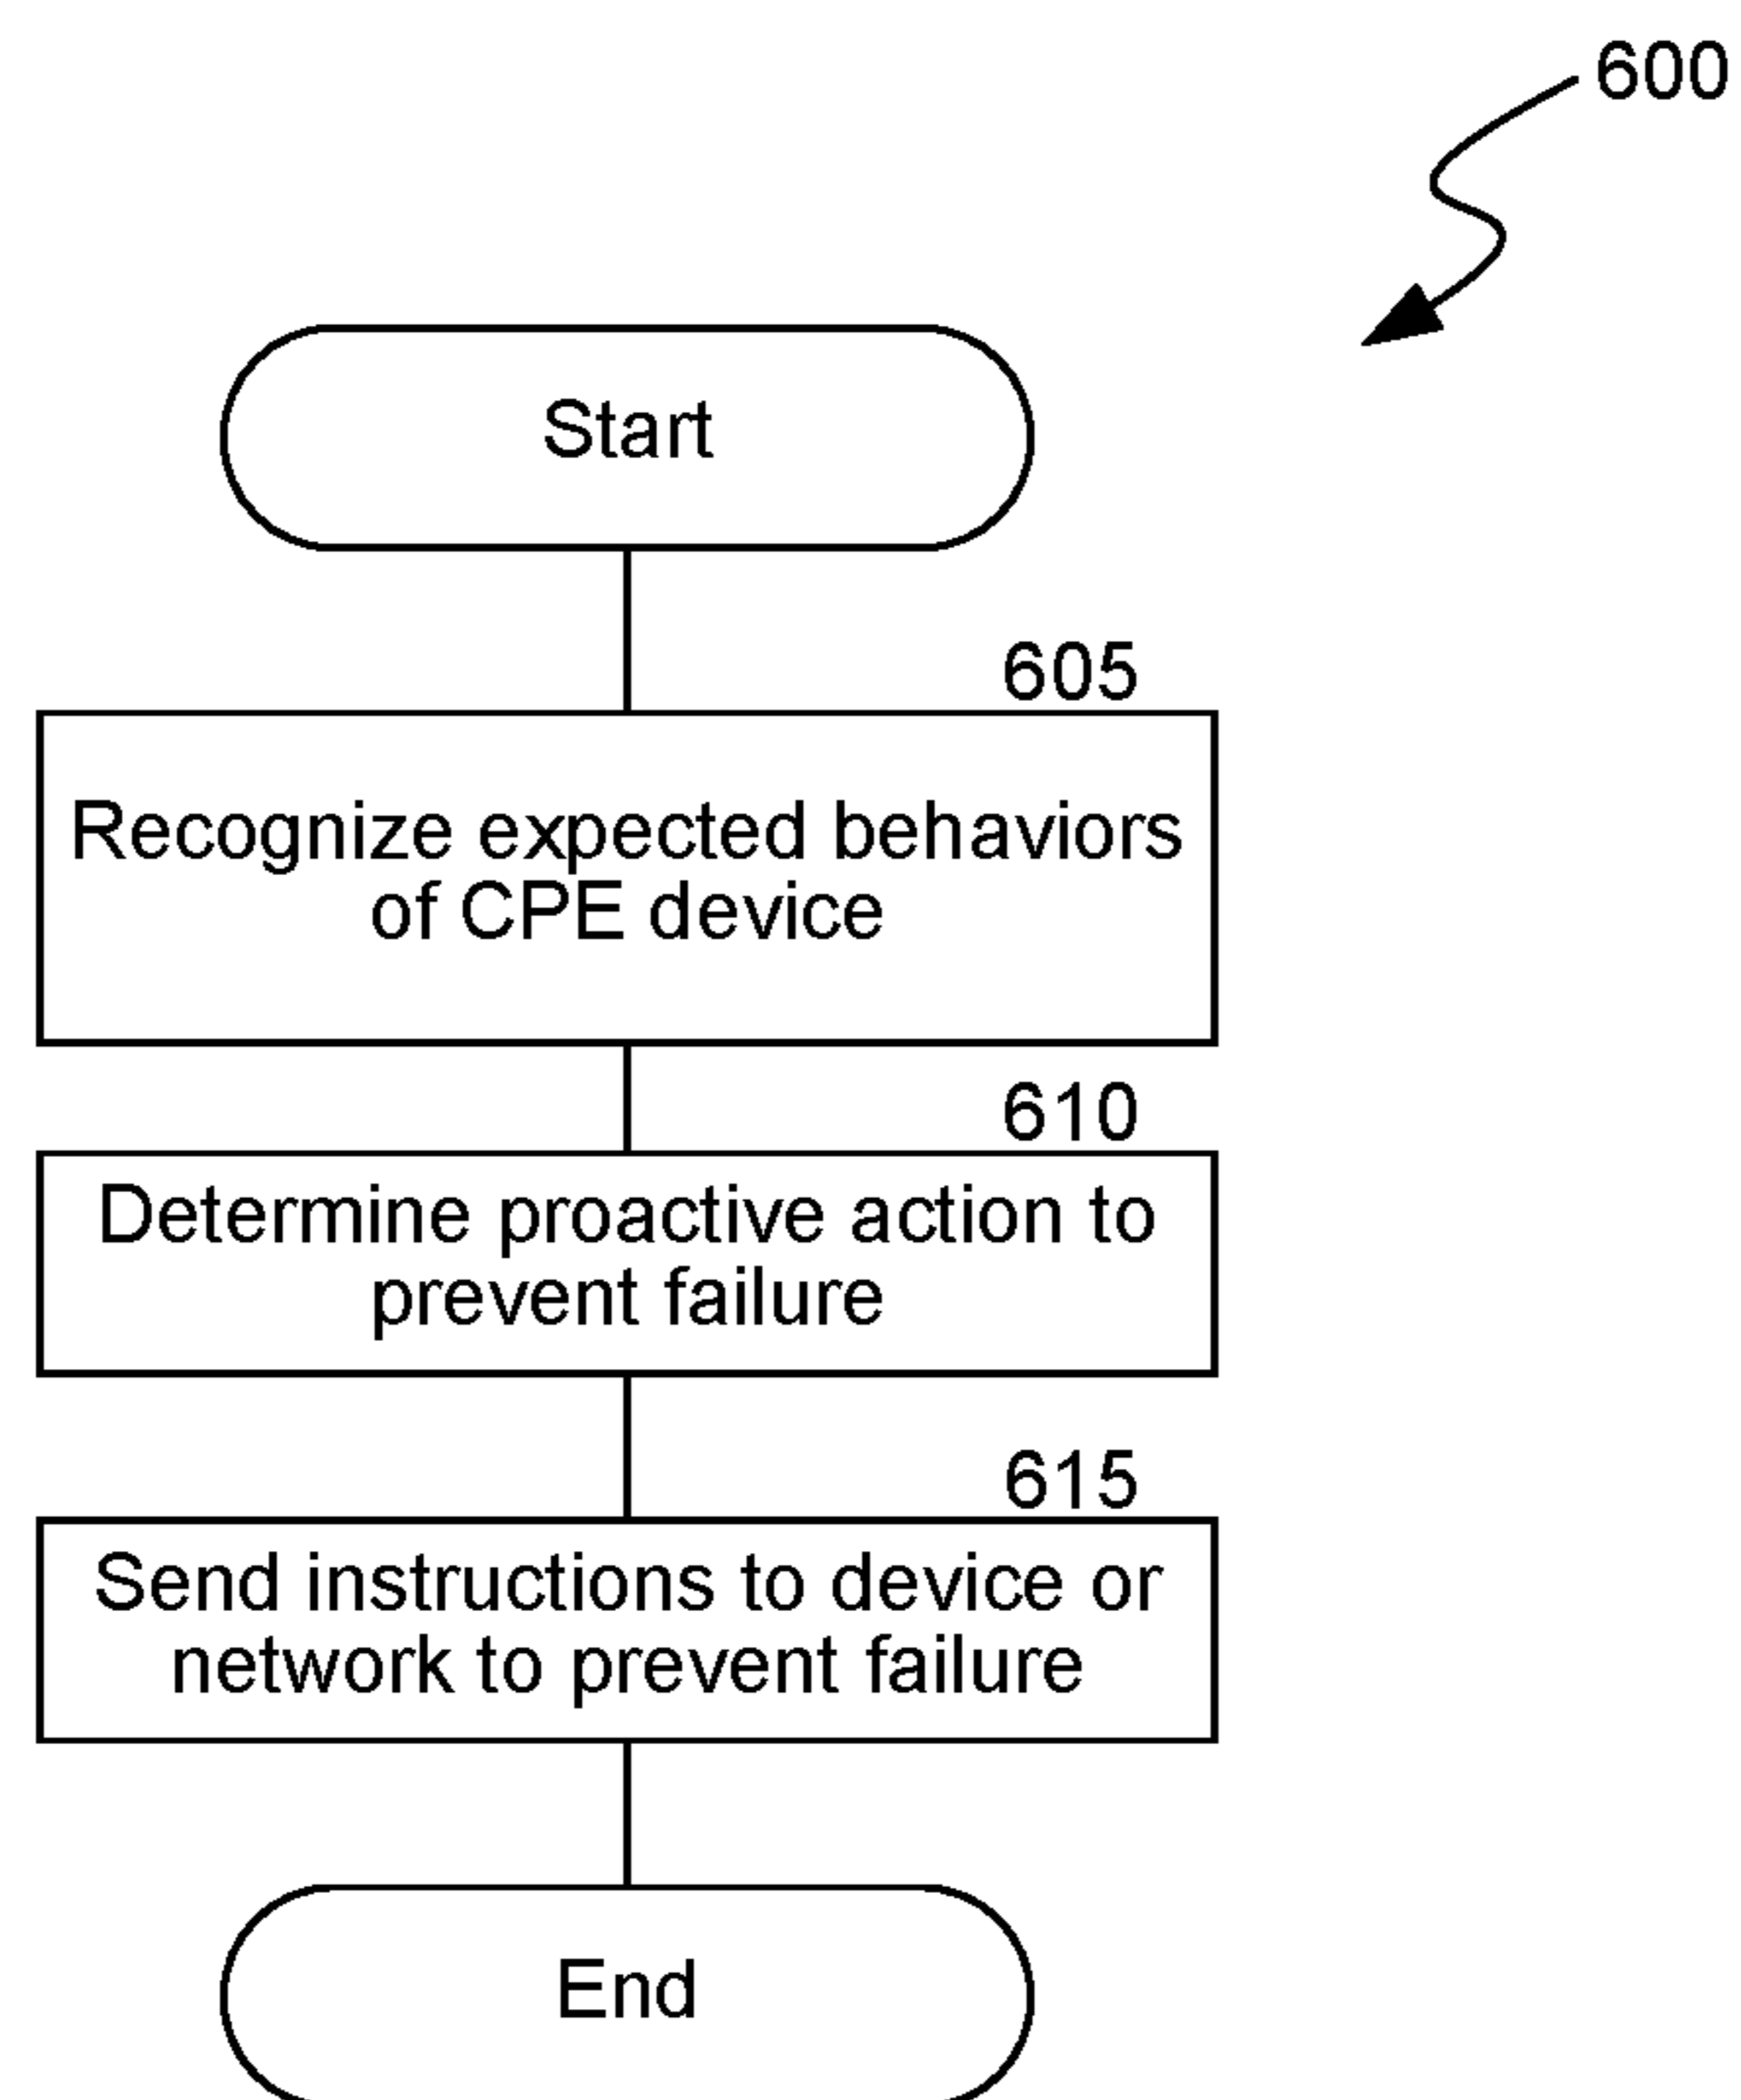 600
Start
605
Recognize expected behaviors
of CPE device
610
Determine proactive action to
prevent failure
615
Send instructions to device or
network to prevent failure
End